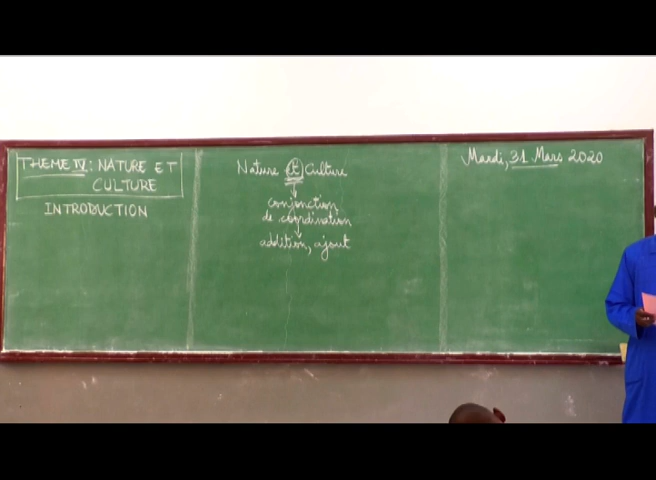 THEME IV : NATURE ET
CULTURE
INTRODUCTION
Nature et Culture
conjonction
de coordination
addition, ajout
Mardi, 31 Mars 2020